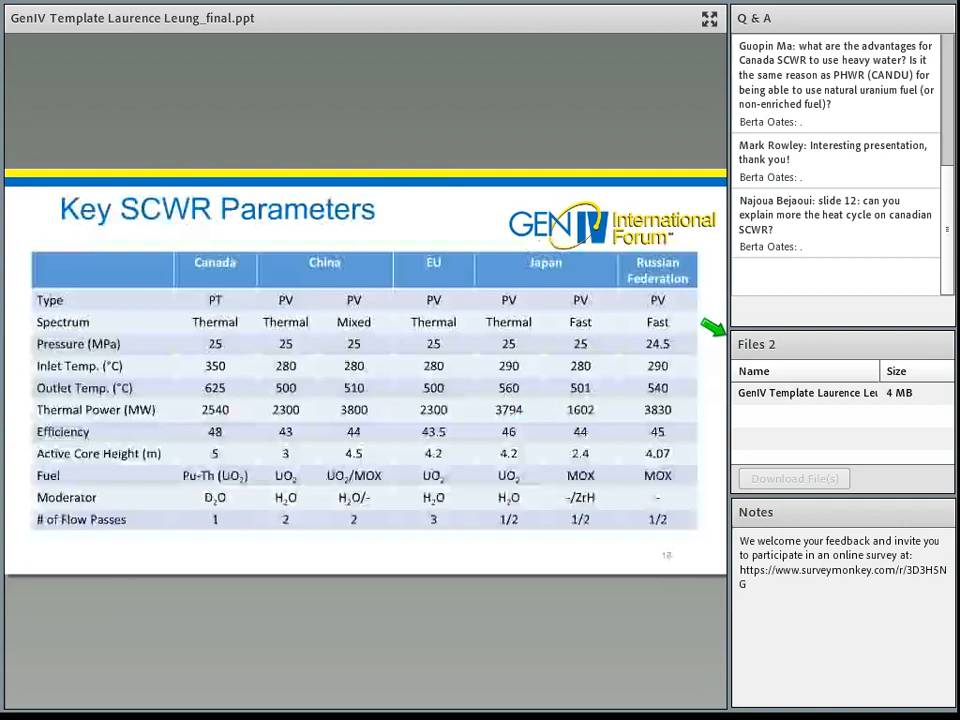 GenIV Template Laurence Leung_final.ppt
Key SCWR Parameters
GEN IV International
Forum™
Canada China EU Japan Russian
Federation
Type PT PV PV PV PV PV PV
Spectrum Thermal Thermal Mixed Thermal Thermal Fast Fast
Pressure (MPa) 25 25 25 25 25 25 24.5
Inlet Temp. (°C) 350 280 280 280 290 280 290
Outlet Temp. (°C) 625 500 510 500 560 501 540
Thermal Power (MW) 2540 2300 3800 2300 3794 1602 3830
Efficiency 48 43 44 43.5 46 44 45
Active Core Height (m) 5 3 4.5 4.2 4.2 2.4 4.07
Fuel Pu-Th (UO₂) UO₂ UO₂/MOX UO₂ UO₂ MOX MOX
Moderator D₂O H₂O H₂O/- H₂O H₂O -/ZrH -
# of Flow Passes 1 2 2 3 1/2 1/2 1/2
Q & A
Guopin Ma: what are the advantages for
Canada SCWR to use heavy water? Is it
the same reason as PHWR (CANDU) for
being able to use natural uranium fuel (or
non-enriched fuel)?
Berta Oates: .
Mark Rowley: Interesting presentation,
thank you!
Berta Oates: .
Najoua Bejaoui: slide 12: can you
explain more the heat cycle on canadian
SCWR?
Berta Oates: .
Files 2
Name Size
GenIV Template Laurence Leu 4 MB
Download File(s)
Notes
We welcome your feedback and invite you
to participate in an online survey at:
https://www.surveymonkey.com/r/3D3H5N
G